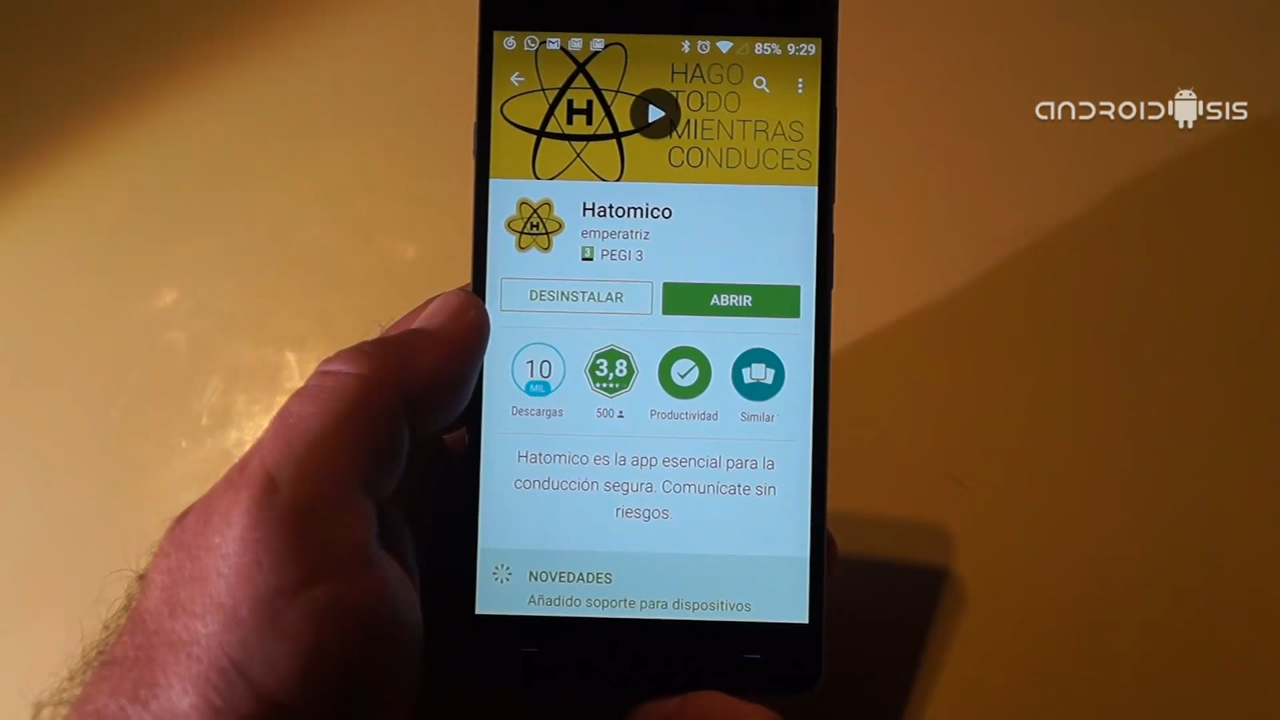 85% 9:29
HAGO
TODO
MIENTRAS
CONDUCES
H
ANDROIDSIS
Hatomico
H
emperatriz
3 PEGI 3
DESINSTALAR
ABRIR
10
MIL
3,8
Descargas
500
Productividad
Similar
Hatomico es la app esencial para la
conducción segura. Comunícate sin
riesgos.
NOVEDADES
Añadido soporte para dispositivos